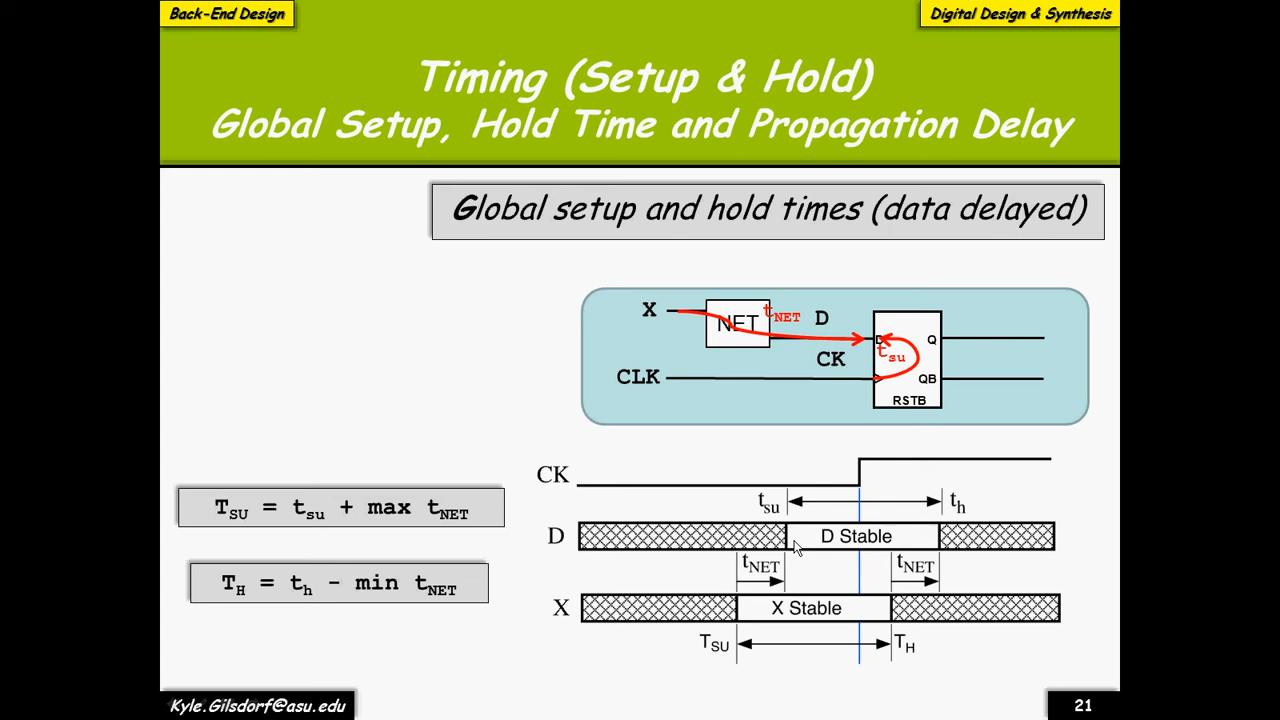 Back-End Design
Digital Design & Synthesis
Timing (Setup & Hold)
Global Setup, Hold Time and Propagation Delay
Global setup and hold times (data delayed)
X
NET
tNET
D
D
Q
tsu
CK
CLK
QB
RSTB
CK
tsu
th
TSU = tsu + max tNET
D
D Stable
tNET
tNET
TH = th - min tNET
X
X Stable
TSU
TH
Kyle.Gilsdorf@asu.edu
21